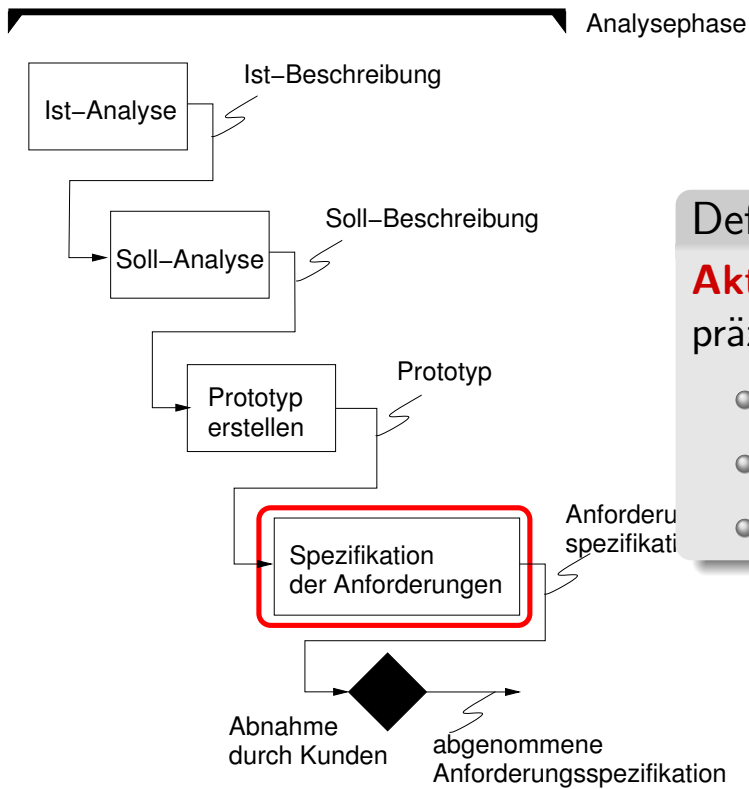 Analysephase
Ist–Beschreibung
Ist–Analyse
Soll–Beschreibung
Soll–Analyse
Prototyp
Prototyp
erstellen
Spezifikation
der Anforderungen
Abnahme
durch Kunden
abgenommene
Anforderungsspezifikation